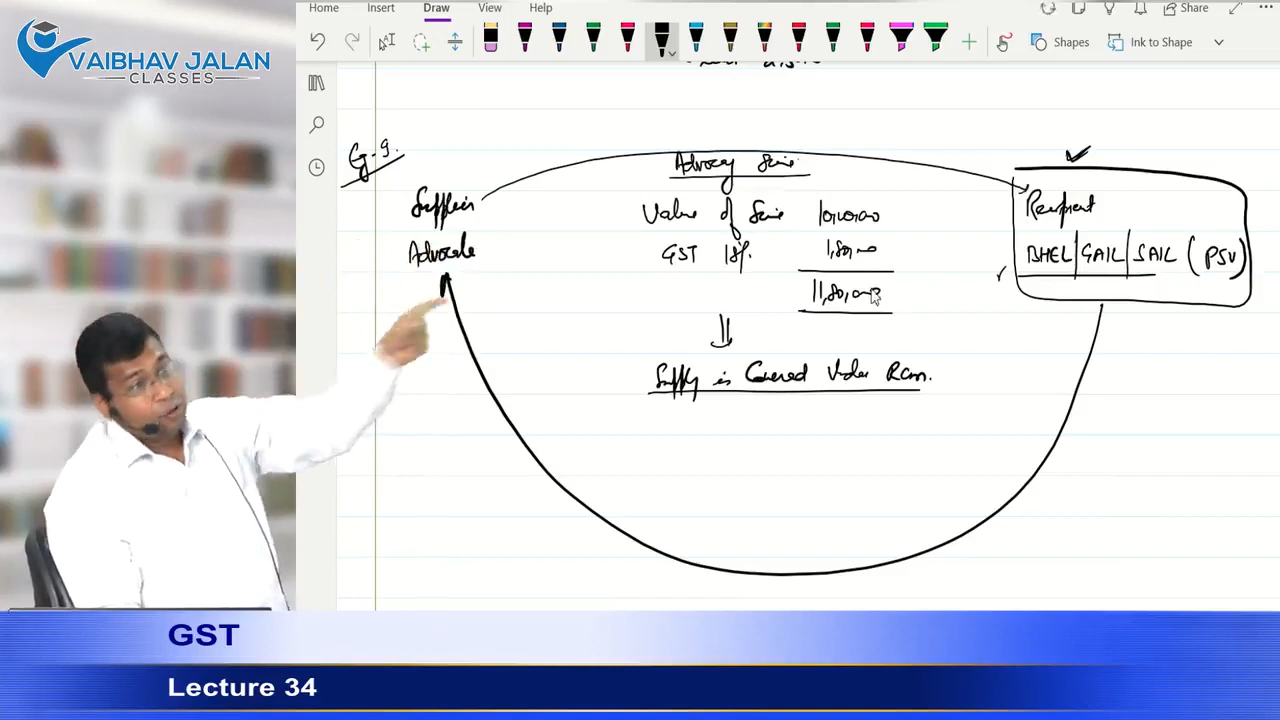 Home Insert Draw View Help Share
VAIBHAV JALAN
CLASSES
Shapes Ink to Shape
Eg-9.
Advocacy Service
Supplier
Recipient
Value of Service 10,00,000
Advocate
GST 18%. 1,80,000
BHEL | GAIL | SAIL (PSU)
11,80,000
Supply is Covered Under RCM.
GST
Lecture 34